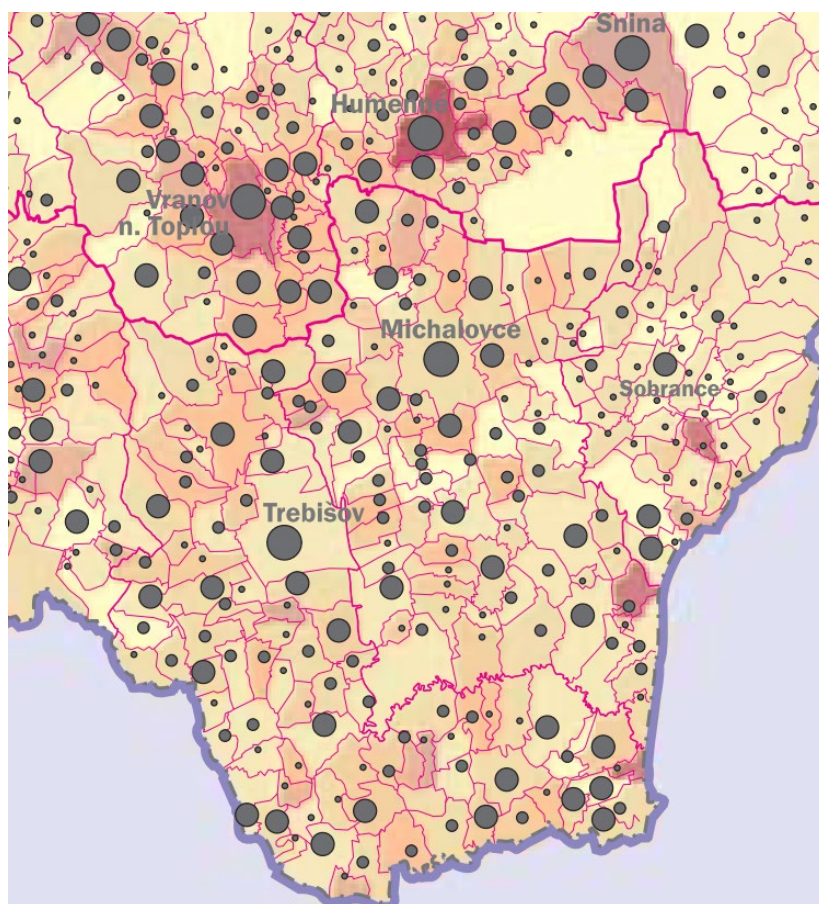 Snina
Humenné
Vranov
n. Topľou
Michalovce
Sobrance
Trebišov